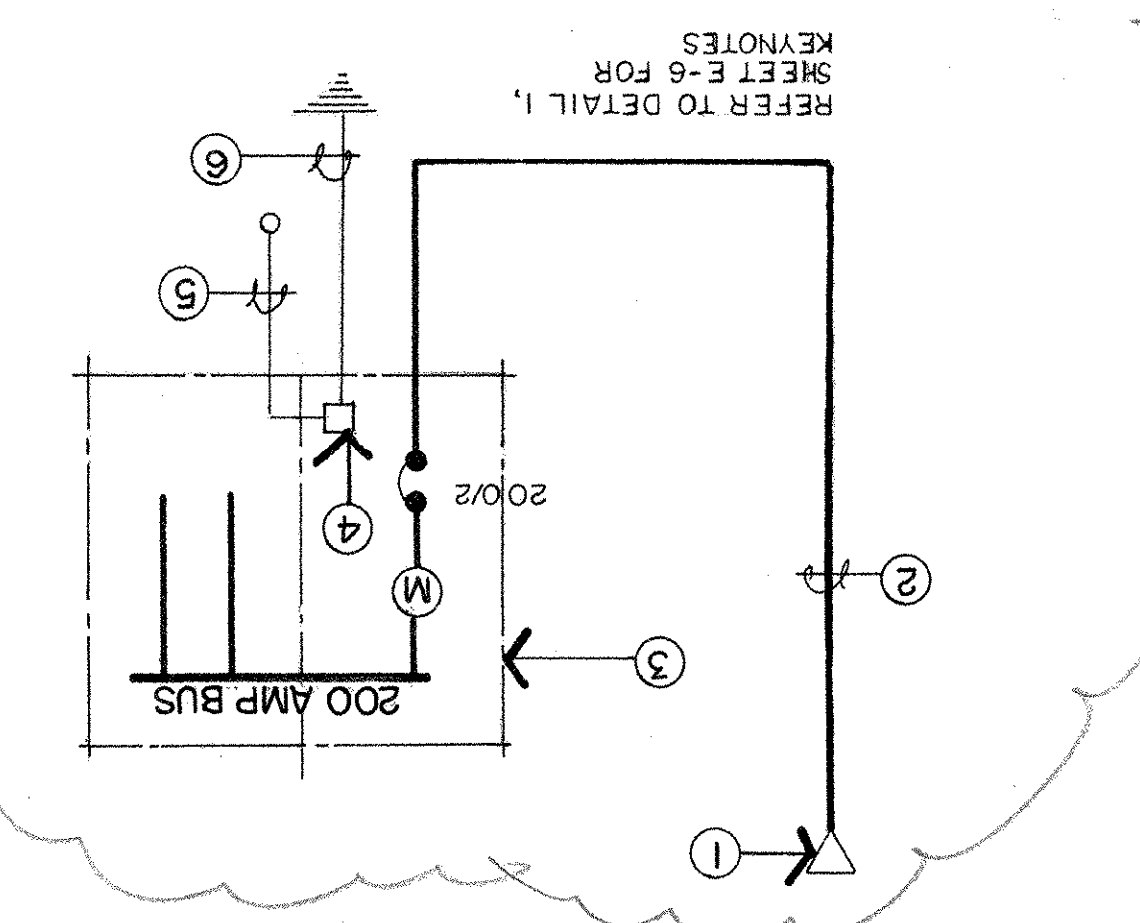 1
200 AMP BUS
3
M
2
4
200/2
5
6
REFER TO DETAIL 1,
SHEET E-6 FOR
KEYNOTES